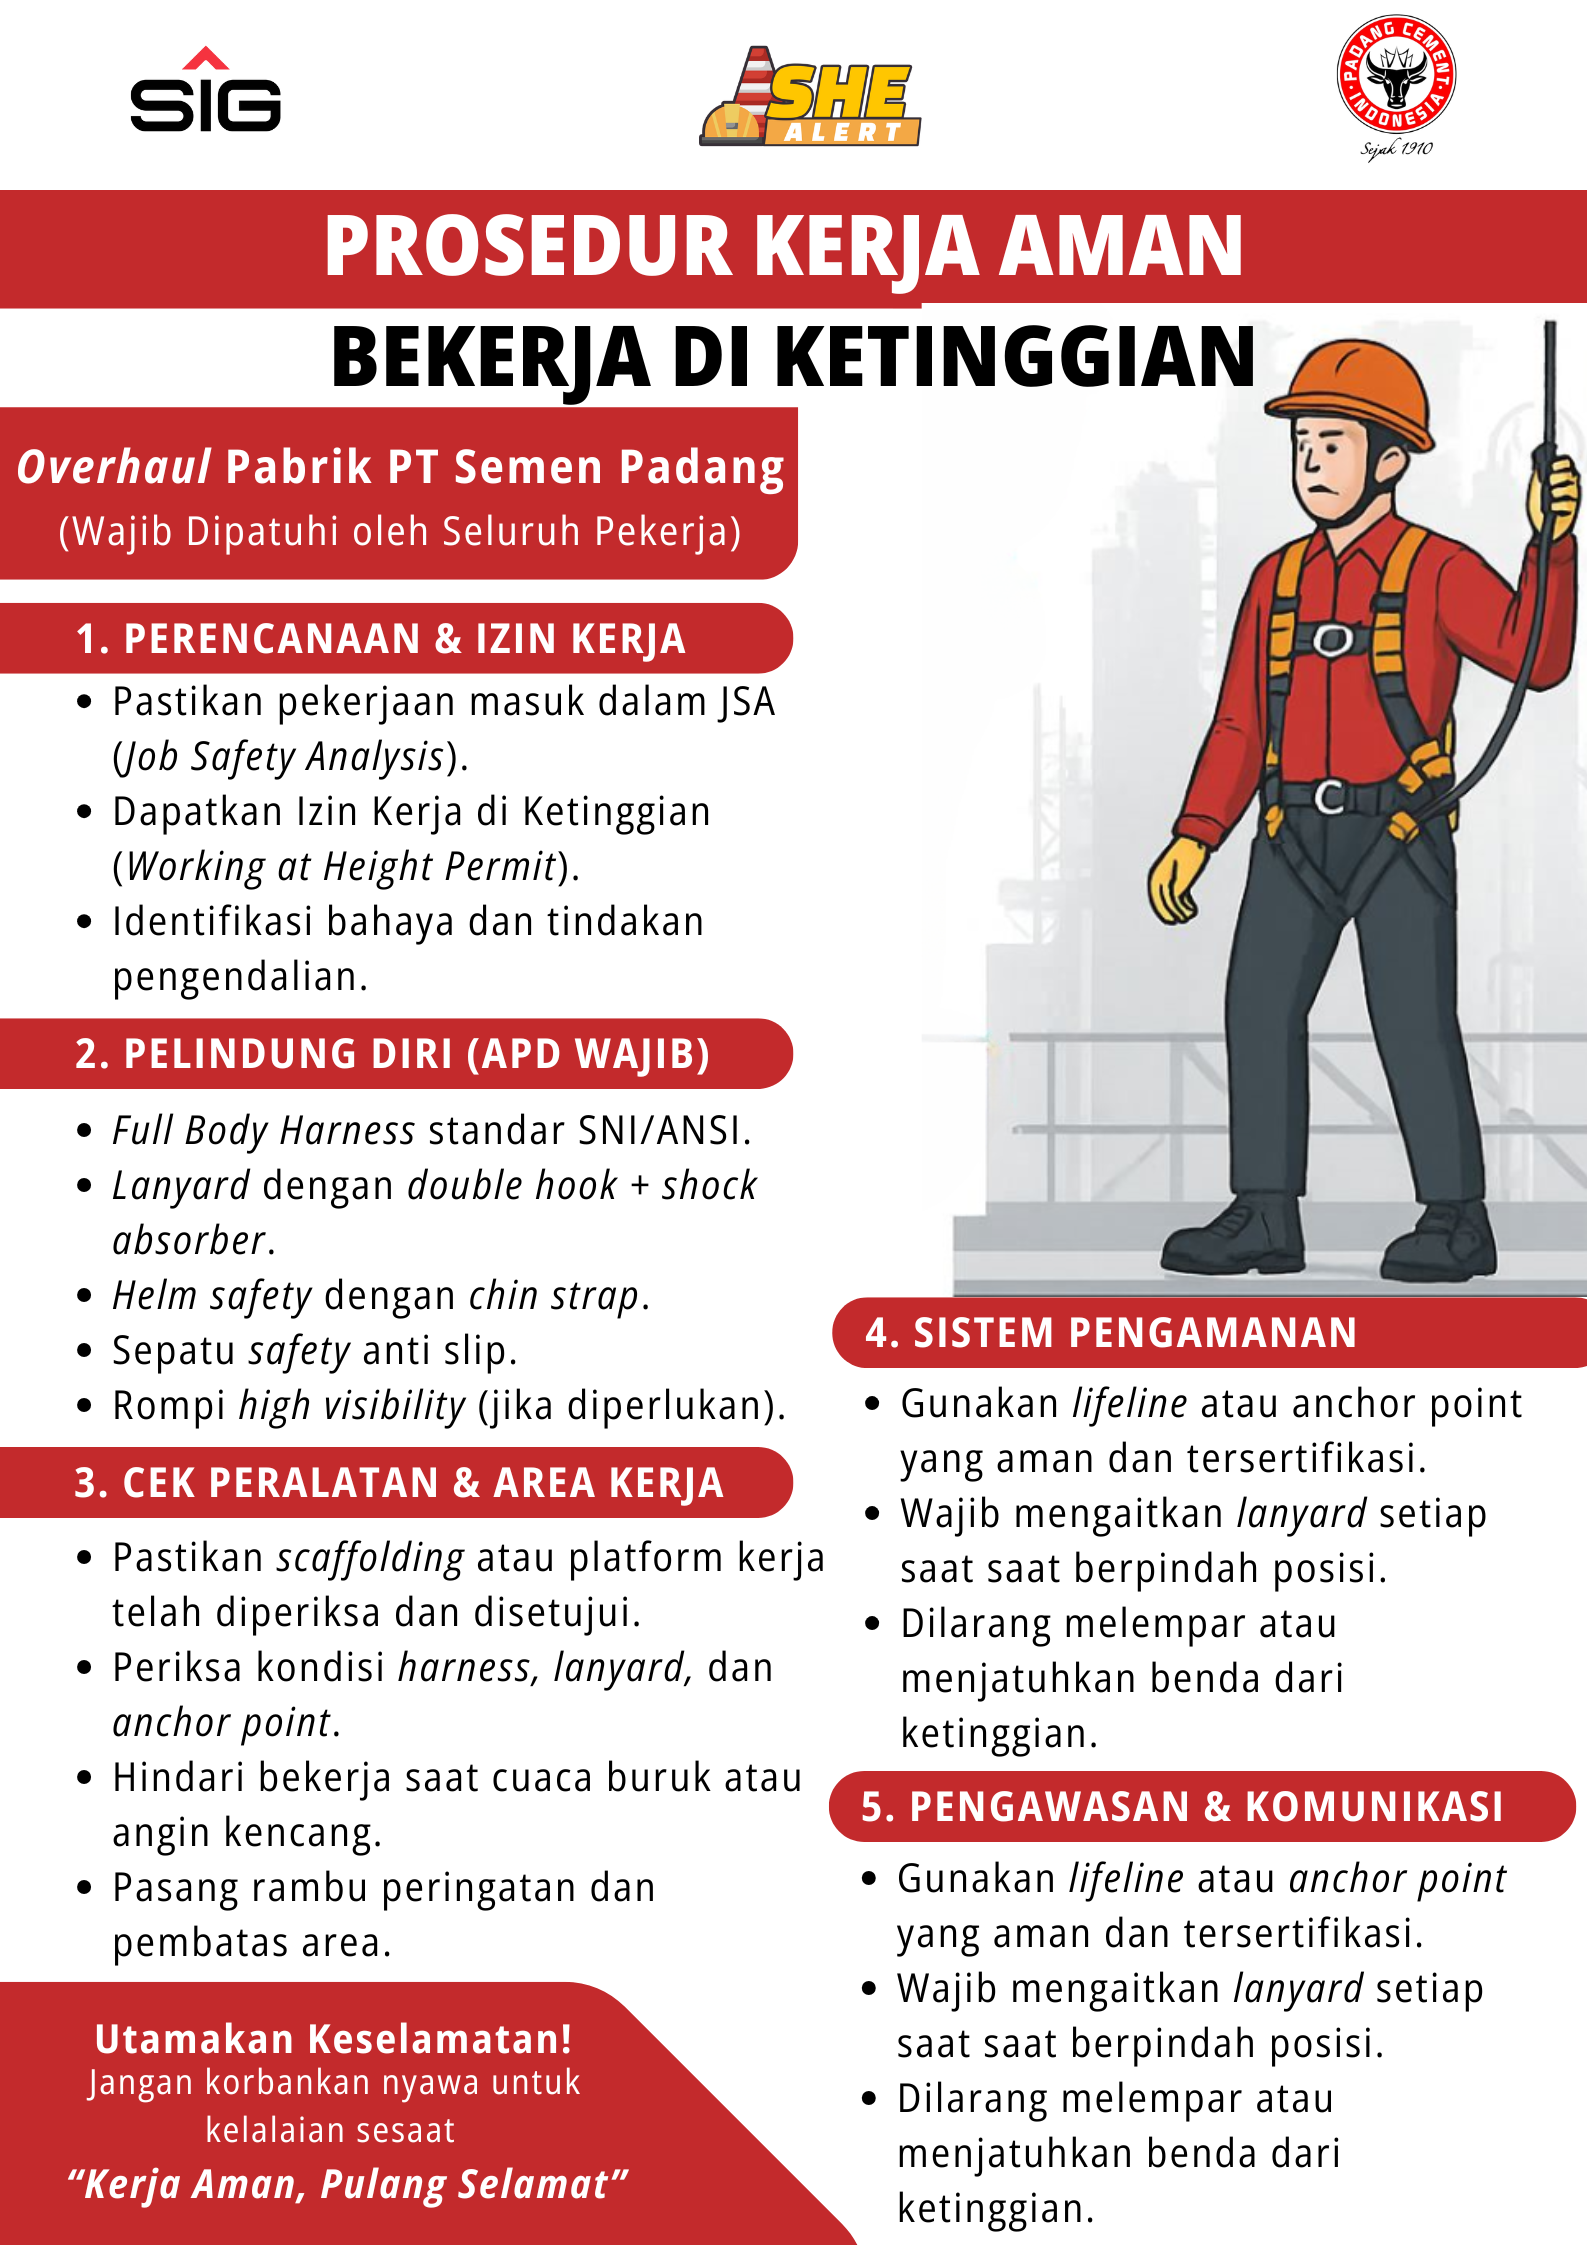 SIG
SHE
ALERT
PADANG CEMENT
INDONESIA
Sejak 1910
PROSEDUR KERJA AMAN
BEKERJA DI KETINGGIAN
Overhaul Pabrik PT Semen Padang
(Wajib Dipatuhi oleh Seluruh Pekerja)
1. PERENCANAAN & IZIN KERJA
• Pastikan pekerjaan masuk dalam JSA
(Job Safety Analysis).
• Dapatkan Izin Kerja di Ketinggian
(Working at Height Permit).
• Identifikasi bahaya dan tindakan
pengendalian.
2. PELINDUNG DIRI (APD WAJIB)
• Full Body Harness standar SNI/ANSI.
• Lanyard dengan double hook + shock
absorber.
• Helm safety dengan chin strap.
• Sepatu safety anti slip.
• Rompi high visibility (jika diperlukan).
3. CEK PERALATAN & AREA KERJA
• Pastikan scaffolding atau platform kerja
telah diperiksa dan disetujui.
• Periksa kondisi harness, lanyard, dan
anchor point.
• Hindari bekerja saat cuaca buruk atau
angin kencang.
• Pasang rambu peringatan dan
pembatas area.
4. SISTEM PENGAMANAN
• Gunakan lifeline atau anchor point
yang aman dan tersertifikasi.
• Wajib mengaitkan lanyard setiap
saat saat berpindah posisi.
• Dilarang melempar atau
menjatuhkan benda dari
ketinggian.
5. PENGAWASAN & KOMUNIKASI
• Gunakan lifeline atau anchor point
yang aman dan tersertifikasi.
• Wajib mengaitkan lanyard setiap
saat saat berpindah posisi.
• Dilarang melempar atau
menjatuhkan benda dari
ketinggian.
Utamakan Keselamatan!
Jangan korbankan nyawa untuk
kelalaian sesaat
“Kerja Aman, Pulang Selamat”